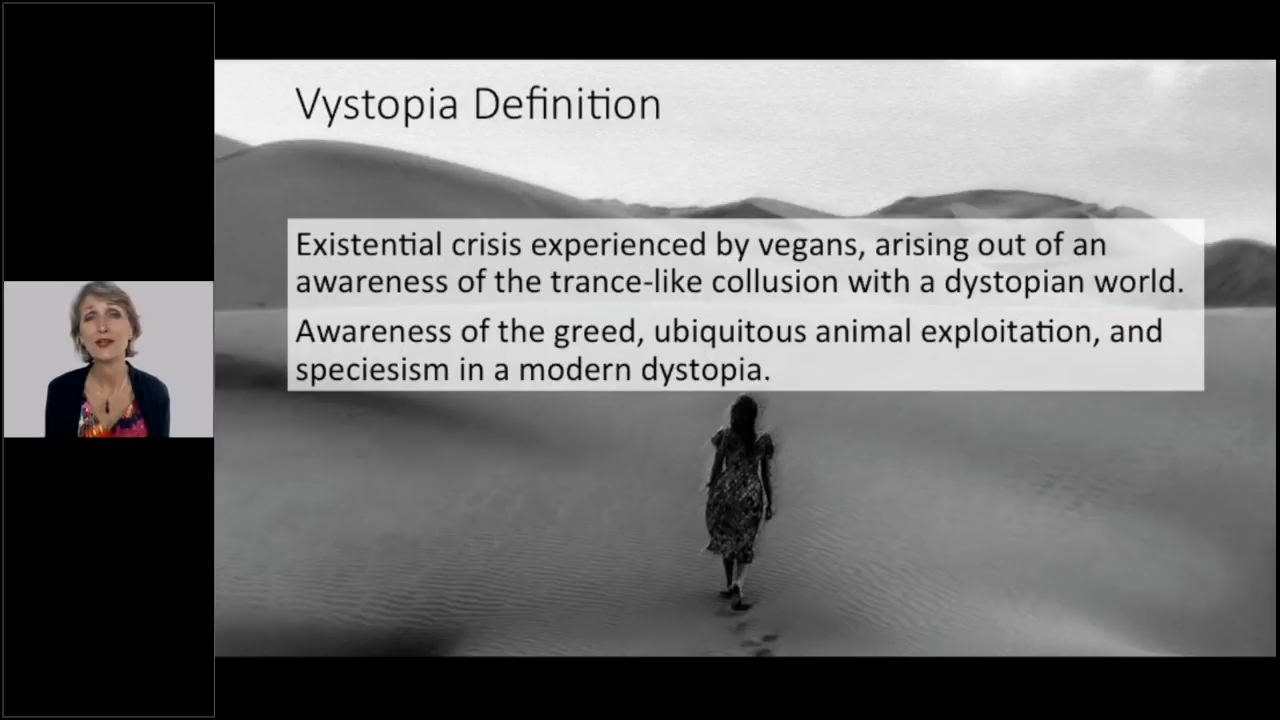 Vystopia Definition
Existential crisis experienced by vegans, arising out of an
awareness of the trance-like collusion with a dystopian world.
Awareness of the greed, ubiquitous animal exploitation, and
speciesism in a modern dystopia.